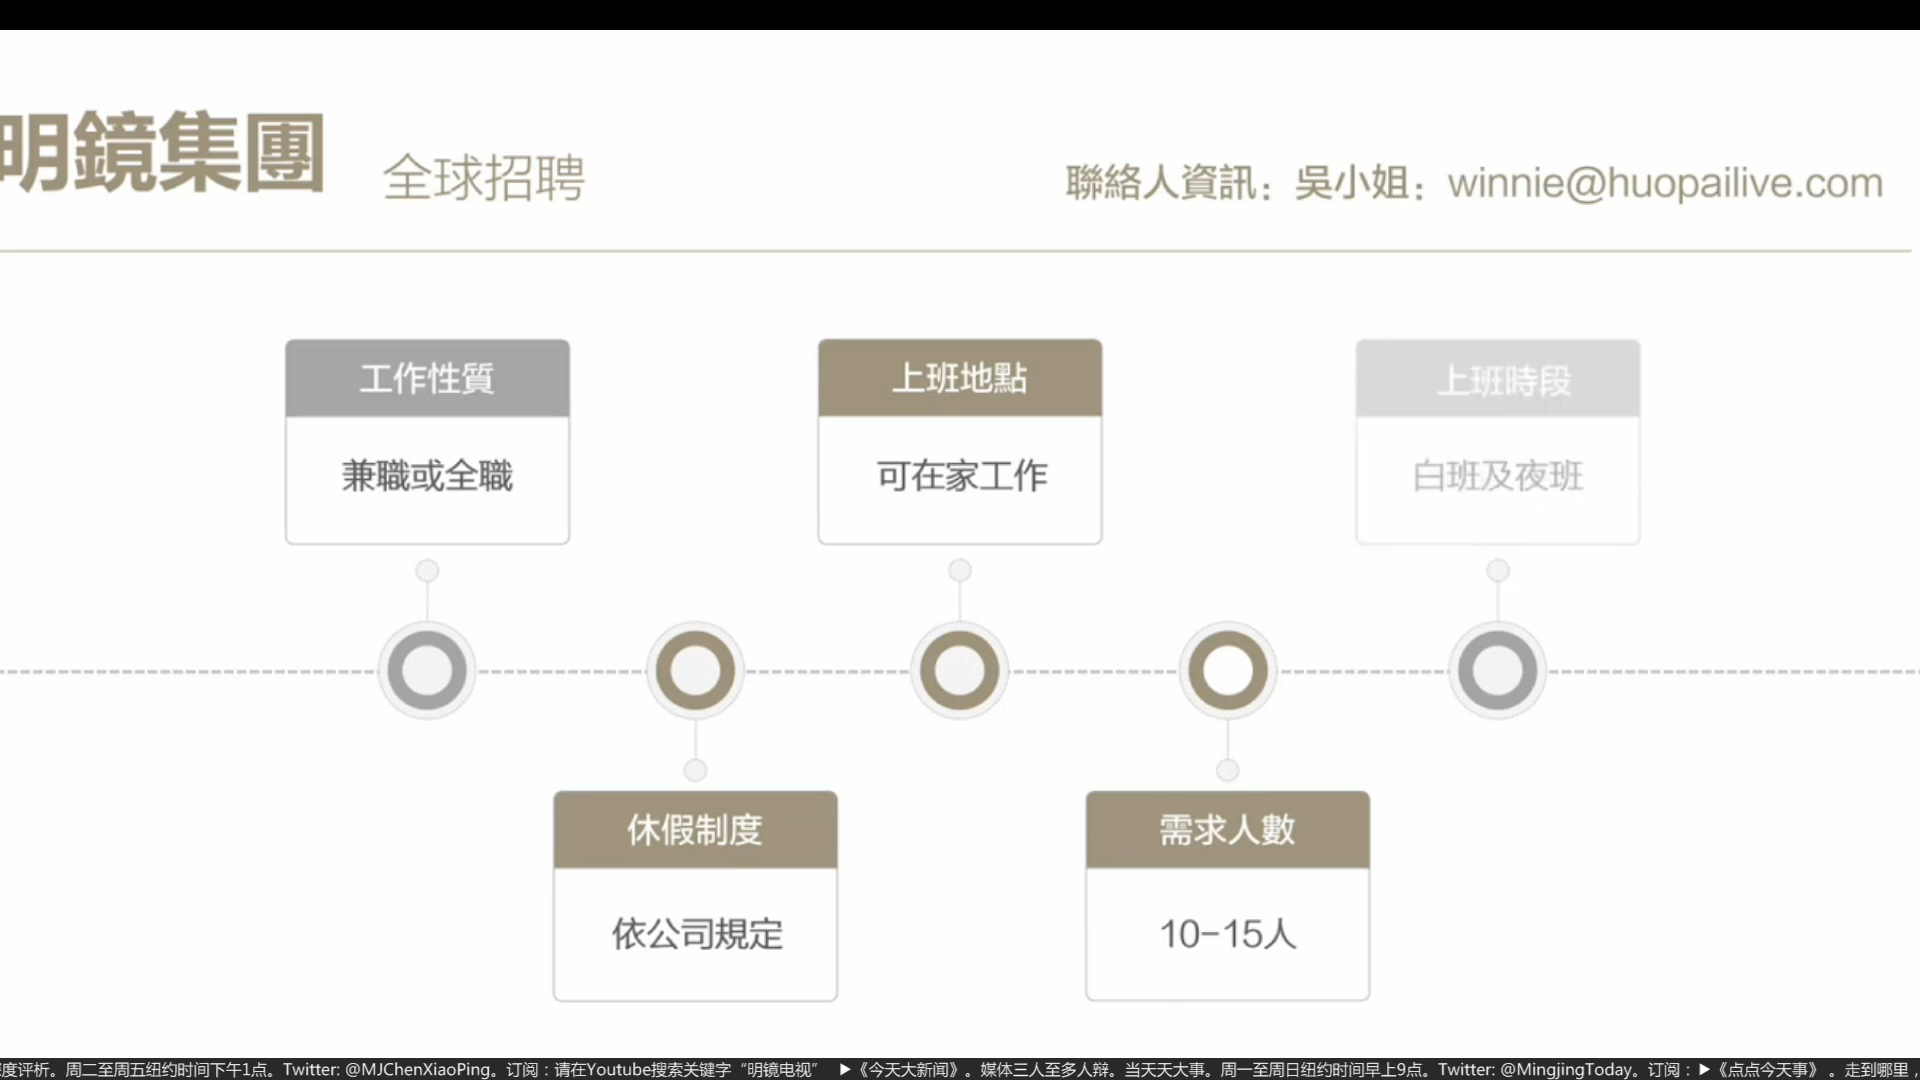 明鏡集團
全球招聘
聯絡人資訊：吳小姐：winnie@huopailive.com
工作性質
兼職或全職
上班地點
可在家工作
上班時段
白班及夜班
休假制度
依公司規定
需求人數
10-15人
度评析。周二至周五纽约时间下午1点。Twitter: @MJChenXiaoPing。订阅：请在Youtube搜索关键字“明镜电视” ▶《今天大新闻》。媒体三人至多人辩。当天天大事。周一至周日纽约时间早上9点。Twitter: @MingjingToday。订阅：▶《点点今天事》 。走到哪里，